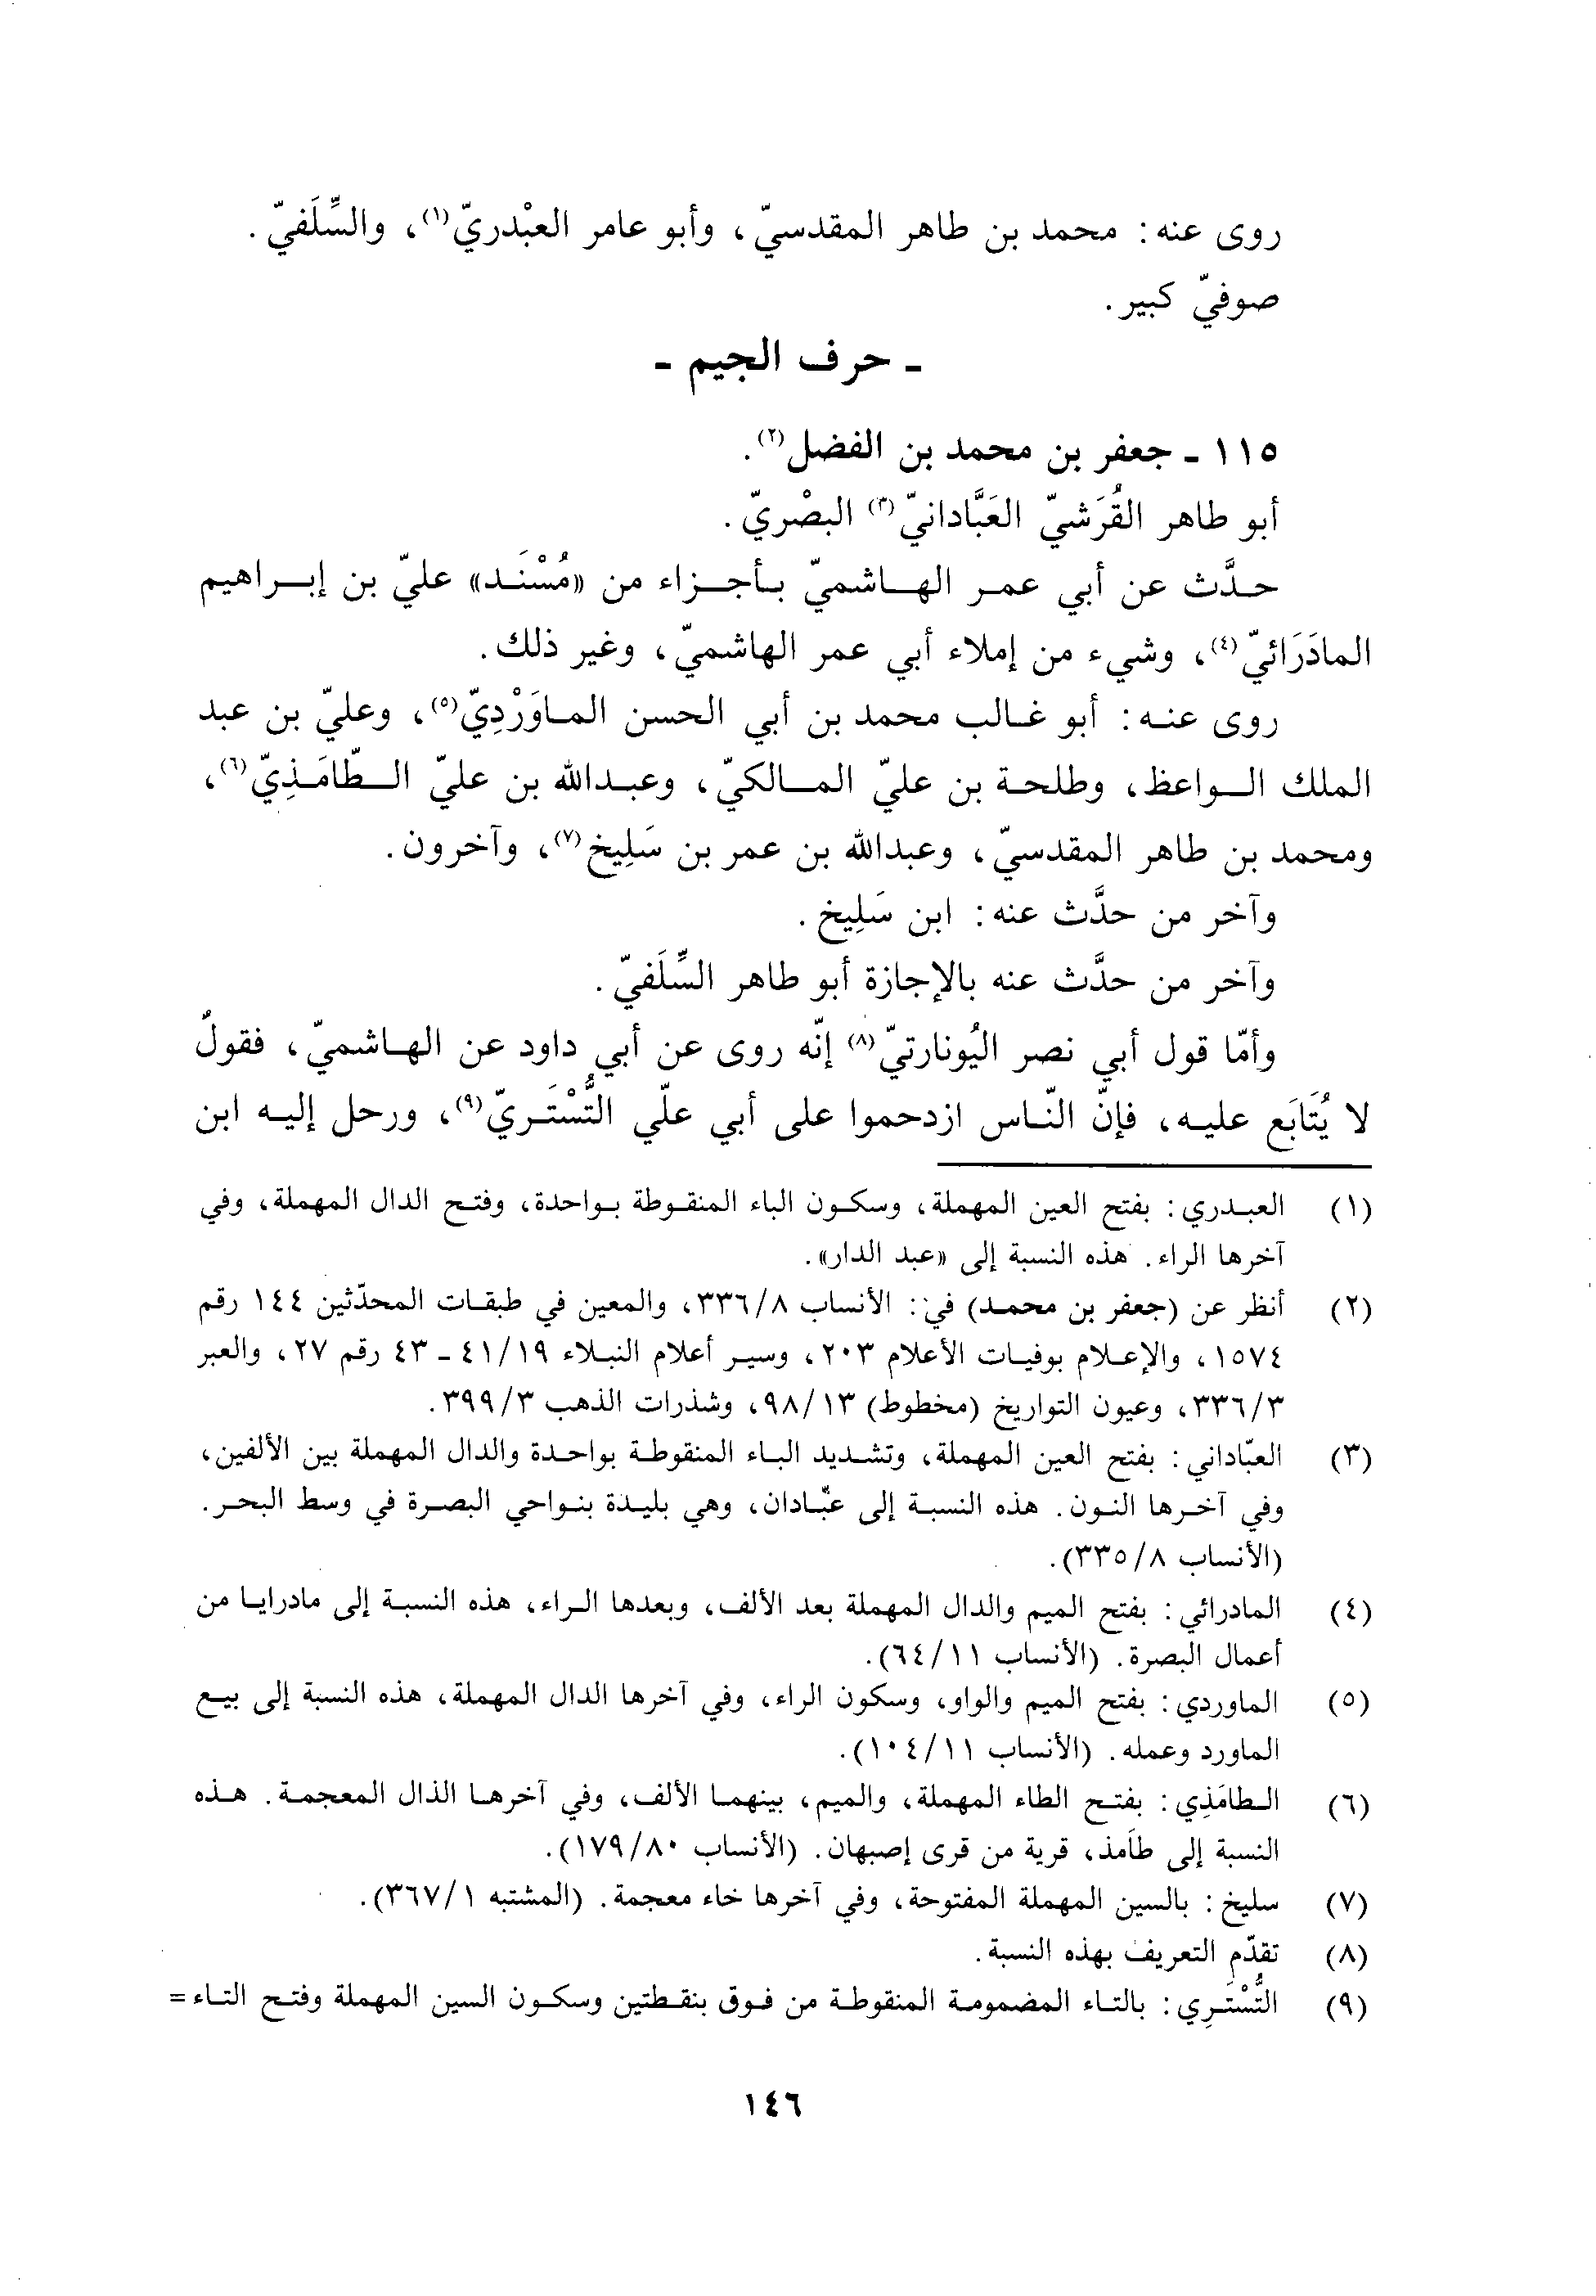 روى عنه: محمد بن طاهر المقدسيّ، وأبو عامر العبْدريّ(١)، والسِّلَفيّ.
صوفيّ كبير.
ـ حرف الجيم ـ
١١٥ ـ جعفر بن محمد بن الفضل(٢).
أبو طاهر القُرَشيّ العَبَّادانيّ(٣) البصْريّ.
حدَّث عن أبي عمر الهاشميّ بأجزاء من «مُسْنَد» عليّ بن إبراهيم
المادَرَائيّ(٤)، وشيء من إملاء أبي عمر الهاشميّ، وغير ذلك.
روى عنه: أبو غالب محمد بن أبي الحسن الماوَرْدِيّ(٥)، وعليّ بن عبد
الملك الواعظ، وطلحة بن عليّ المالكيّ، وعبدالله بن عليّ الطّامَذِيّ(٦)،
ومحمد بن طاهر المقدسيّ، وعبدالله بن عمر بن سَلِيخ(٧)، وآخرون.
وآخر من حدَّث عنه: ابن سَلِيخ.
وآخر من حدَّث عنه بالإجازة أبو طاهر السِّلَفيّ.
وأمّا قول أبي نصر اليُونارتيّ(٨) إنّه روى عن أبي داود عن الهاشميّ، فقولٌ
لا يُتَابَع عليه، فإنّ النّاس ازدحموا على أبي علّي التُّسْتَريّ(٩)، ورحل إليه ابن
(١) العبدري: بفتح العين المهملة، وسكون الباء المنقوطة بواحدة، وفتح الدال المهملة، وفي
آخرها الراء. هذه النسبة إلى «عبد الدار».
(٢) أنظر عن (جعفر بن محمد) في: الأنساب ٣٣٦/٨، والمعين في طبقات المحدّثين ١٤٤ رقم
١٥٧٤، والإعلام بوفيات الأعلام ٢٠٣، وسير أعلام النبلاء ٤١/١٩ ـ ٤٣ رقم ٢٧، والعبر
٣٣٦/٣، وعيون التواريخ (مخطوط) ٩٨/١٣، وشذرات الذهب ٣٩٩/٣.
(٣) العبّاداني: بفتح العين المهملة، وتشديد الباء المنقوطة بواحدة والدال المهملة بين الألفين،
وفي آخرها النون. هذه النسبة إلى عبّادان، وهي بليدة بنواحي البصرة في وسط البحر.
(الأنساب ٣٣٥/٨).
(٤) المادرائي: بفتح الميم والدال المهملة بعد الألف، وبعدها الراء، هذه النسبة إلى مادرايا من
أعمال البصرة. (الأنساب ٦٤/١١).
(٥) الماوردي: بفتح الميم والواو، وسكون الراء، وفي آخرها الدال المهملة، هذه النسبة إلى بيع
الماورد وعمله. (الأنساب ١٠٤/١١).
(٦) الطامَذِي: بفتح الطاء المهملة، والميم، بينهما الألف، وفي آخرها الذال المعجمة. هذه
النسبة إلى طامذ، قرية من قرى إصبهان. (الأنساب ١٧٩/٨٠).
(٧) سليخ: بالسين المهملة المفتوحة، وفي آخرها خاء معجمة. (المشتبه ٣٦٧/١).
(٨) تقدّم التعريف بهذه النسبة.
(٩) التُّسْتَرِي: بالتاء المضمومة المنقوطة من فوق بنقطتين وسكون السين المهملة وفتح التاء =
١٤٦